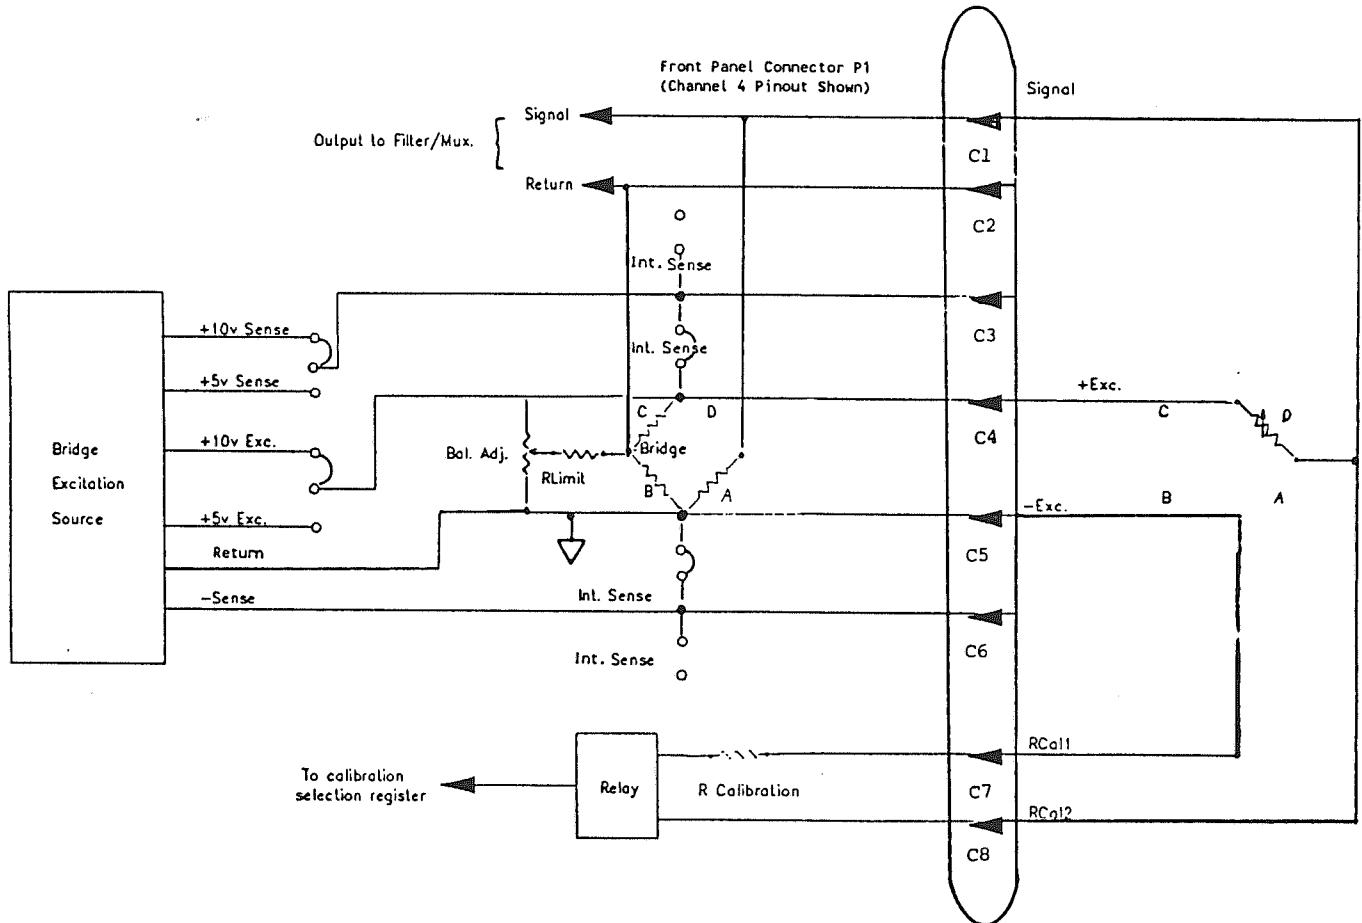 Front Panel Connector P1
(Channel 4 Pinout Shown)
Signal
Signal
Output to Filter/Mux.
C1
Return
C2
Int. Sense
+10v Sense
C3
Int. Sense
+5v Sense
+Exc.
C D
C D
C4
+10v Exc.
Bridge
Excitation
Source
Bal. Adj.
Bridge
RLimit
B A
B A
+5v Exc.
-Exc.
Return
C5
-Sense
Int. Sense
C6
Int. Sense
RCal1
To calibration
selection register
Relay
R Calibration
C7
RCal2
C8